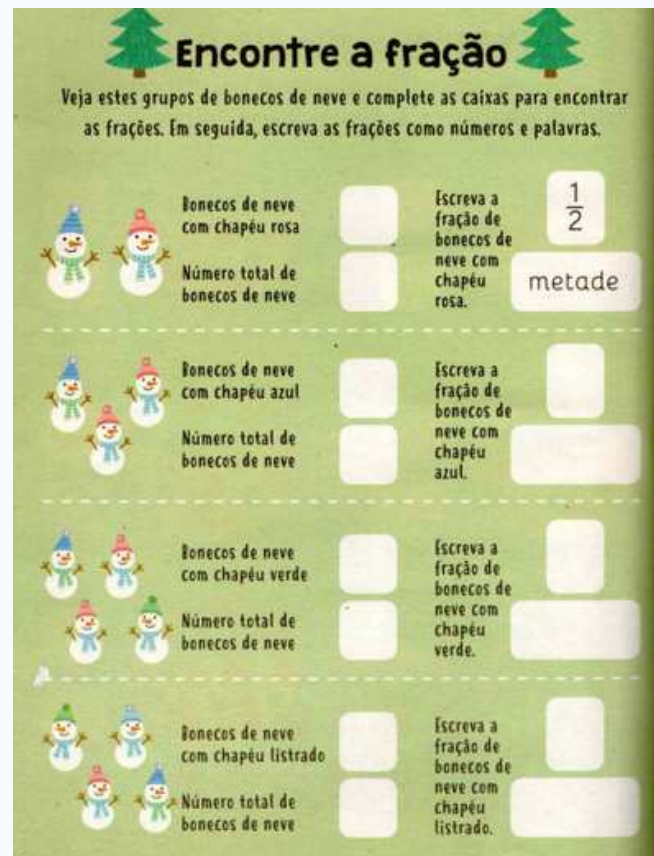 Encontre a fração
Veja estes grupos de bonecos de neve e complete as caixas para encontrar
as frações. Em seguida, escreva as frações como números e palavras.
Bonecos de neve
com chapéu rosa
Número total de
bonecos de neve
Escreva a
fração de
bonecos de
neve com
chapéu
rosa.
1
2
metade
Bonecos de neve
com chapéu azul
Número total de
bonecos de neve
Escreva a
fração de
bonecos de
neve com
chapéu
azul.
Bonecos de neve
com chapéu verde
Número total de
bonecos de neve
Escreva a
fração de
bonecos de
neve com
chapéu
verde.
Bonecos de neve
com chapéu listrado
Número total de
bonecos de neve
Escreva a
fração de
bonecos de
neve com
chapéu
listrado.